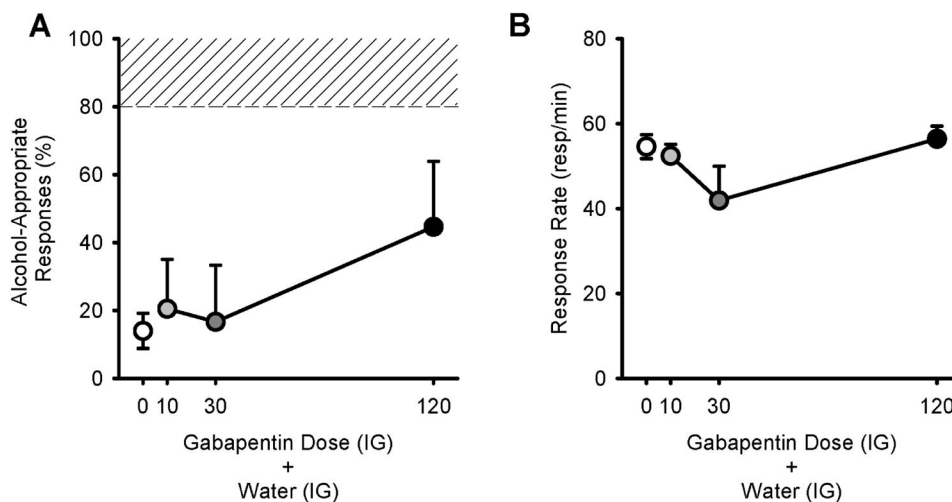 A
100
80
60
40
20
0
Alcohol-Appropriate
Responses (%)
0 10 30 120
Gabapentin Dose (IG)
+
Water (IG)
B
80
60
40
20
0
Response Rate (resp/min)
0 10 30 120
Gabapentin Dose (IG)
+
Water (IG)